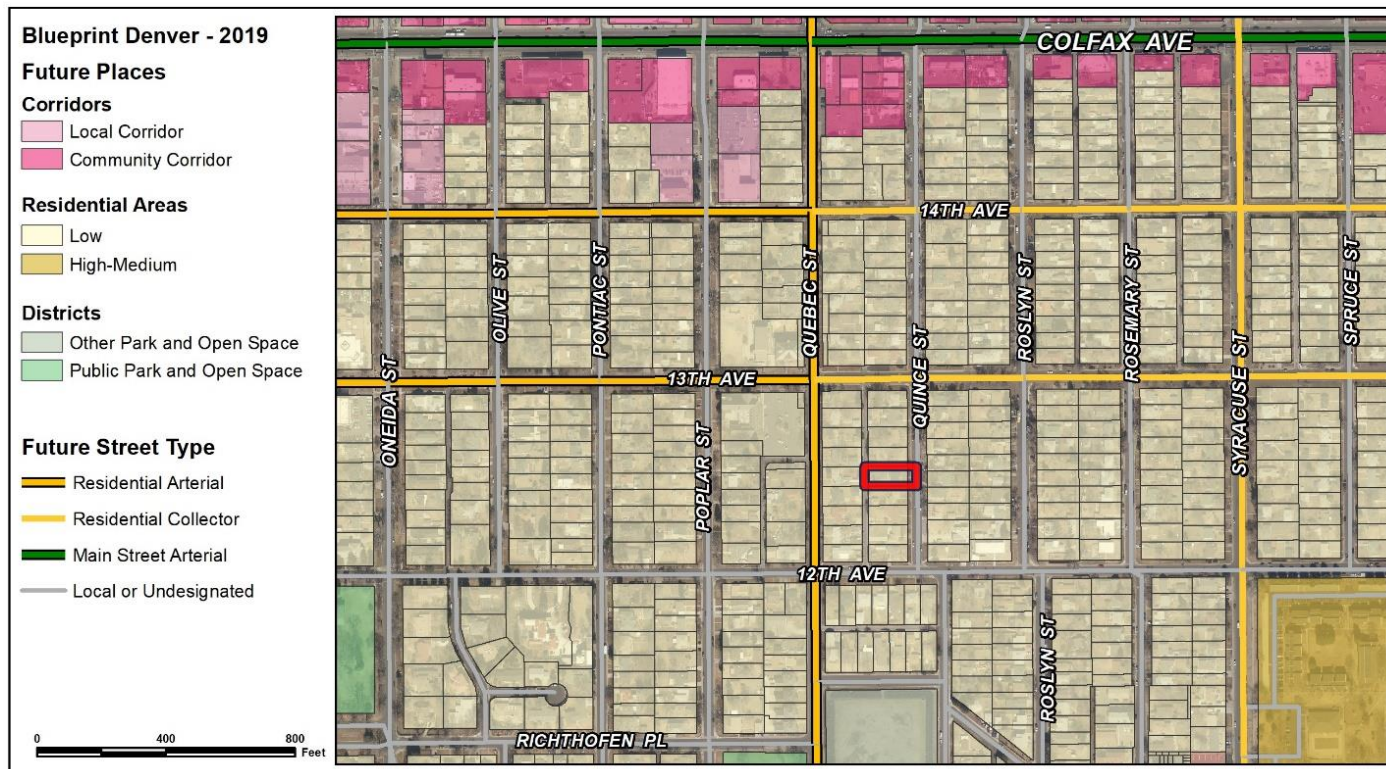 Blueprint Denver - 2019
Future Places
Corridors
Local Corridor
Community Corridor
Residential Areas
Low
High-Medium
Districts
Other Park and Open Space
Public Park and Open Space
Future Street Type
Residential Arterial
Residential Collector
Main Street Arterial
Local or Undesignated
0 400 800
Feet
COLFAX AVE
14TH AVE
ONEIDA ST
OLIVE ST
PONTIAC ST
POPLAR ST
QUEBEC ST
QUINCE ST
ROSLYN ST
ROSEMARY ST
SYRACUSE ST
SPRUCE ST
13TH AVE
12TH AVE
ROSLYN ST
RICHTHOFEN PL